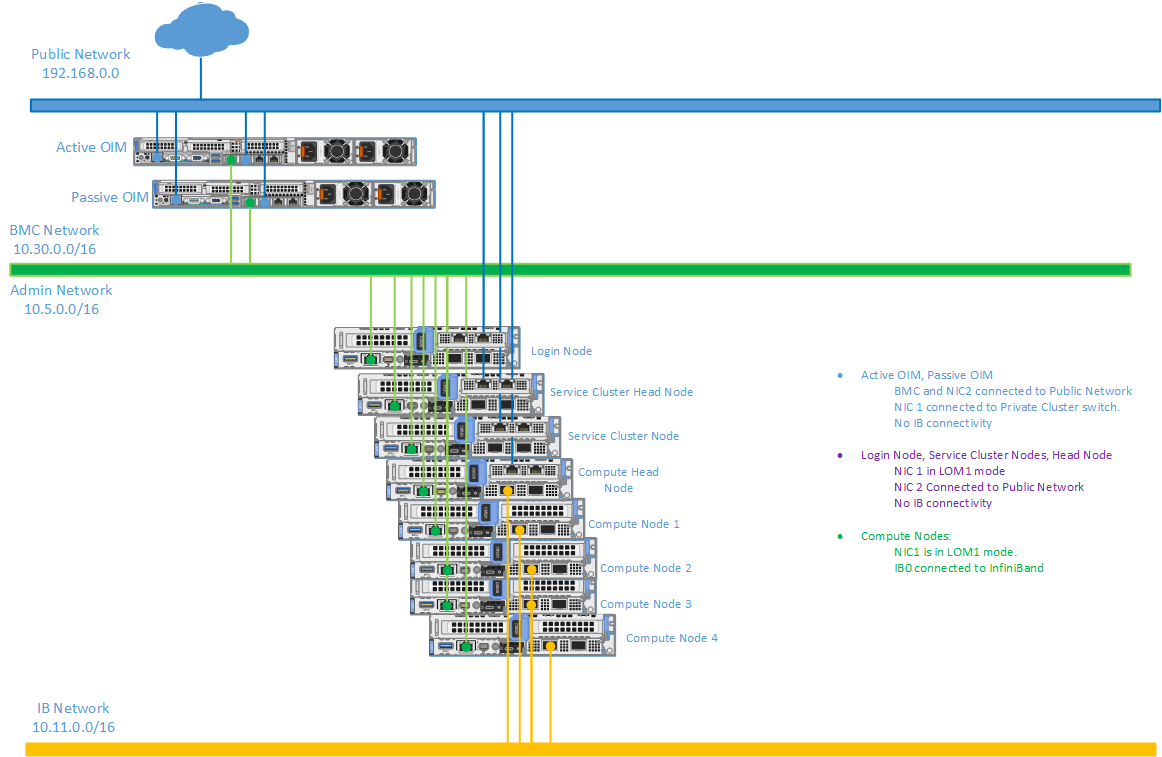 Public Network
192.168.0.0
Active OIM
Passive OIM
BMC Network
10.30.0.0/16
Admin Network
10.5.0.0/16
Login Node
Service Cluster Head Node
Service Cluster Node
Compute Head
Node
Compute Node 1
Compute Node 2
Compute Node 3
Compute Node 4
IB Network
10.11.0.0/16
• Active OIM, Passive OIM
BMC and NIC2 connected to Public Network
NIC 1 connected to Private Cluster switch.
No IB connectivity
• Login Node, Service Cluster Nodes, Head Node
NIC 1 in LOM1 mode
NIC 2 Connected to Public Network
No IB connectivity
• Compute Nodes:
NIC1 is in LOM1 mode.
IB0 connected to InfiniBand